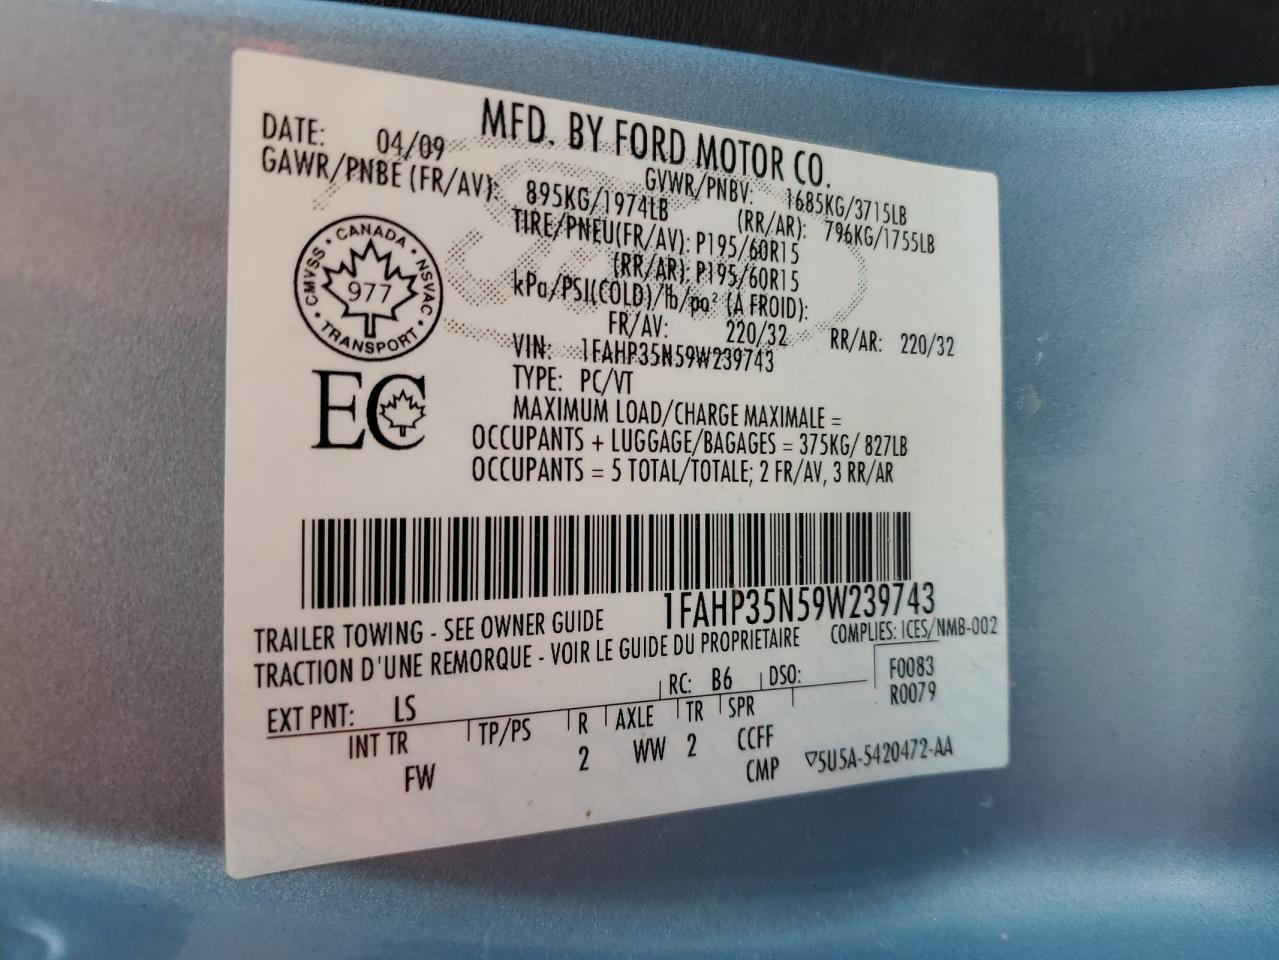 MFD. BY FORD MOTOR CO.
DATE: 04/09 GVWR/PNBV: 1685KG/3715LB
GAWR/PNBE (FR/AV): 895KG/1974LB (RR/AR): 796KG/1755LB
TIRE/PNEU(FR/AV): P195/60R15
(RR/AR): P195/60R15
kPa/PSI(COLD)/lb/po² (À FROID):
FR/AV: 220/32 RR/AR: 220/32
VIN: 1FAHP35N59W239743
TYPE: PC/VT
MAXIMUM LOAD/CHARGE MAXIMALE =
OCCUPANTS + LUGGAGE/BAGAGES = 375KG/ 827LB
OCCUPANTS = 5 TOTAL/TOTALE; 2 FR/AV, 3 RR/AR
CMVSS • CANADA • NSVAC • TRANSPORT •
977
EC
1FAHP35N59W239743
TRAILER TOWING - SEE OWNER GUIDE
TRACTION D'UNE REMORQUE - VOIR LE GUIDE DU PROPRIETAIRE
COMPLIES: ICES/NMB-002
F0083
R0079
EXT PNT: LS RC: B6 DSO:
INT TR TP/PS R AXLE TR SPR
FW 2 WW 2 CCFF
CMP ▽5U5A-5420472-AA